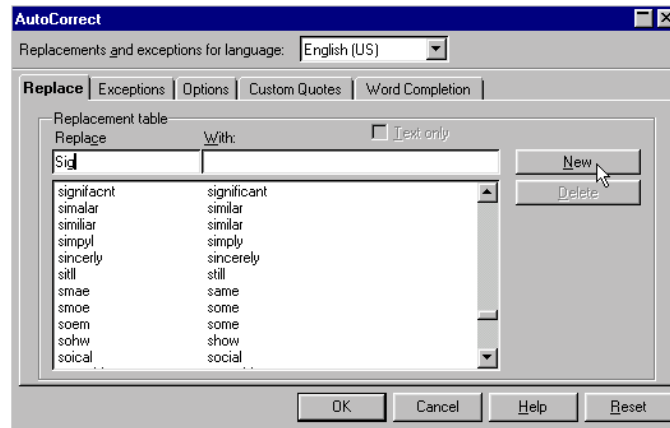 AutoCorrect
Replacements and exceptions for language: English (US)
Replace Exceptions Options Custom Quotes Word Completion
Replacement table
Replace With: Text only
Sig New
Delete
signifacnt significant
simalar similar
similiar similar
simpyl simply
sincerly sincerely
sitll still
smae same
smoe some
soem some
sohw show
soical social
OK Cancel Help Reset